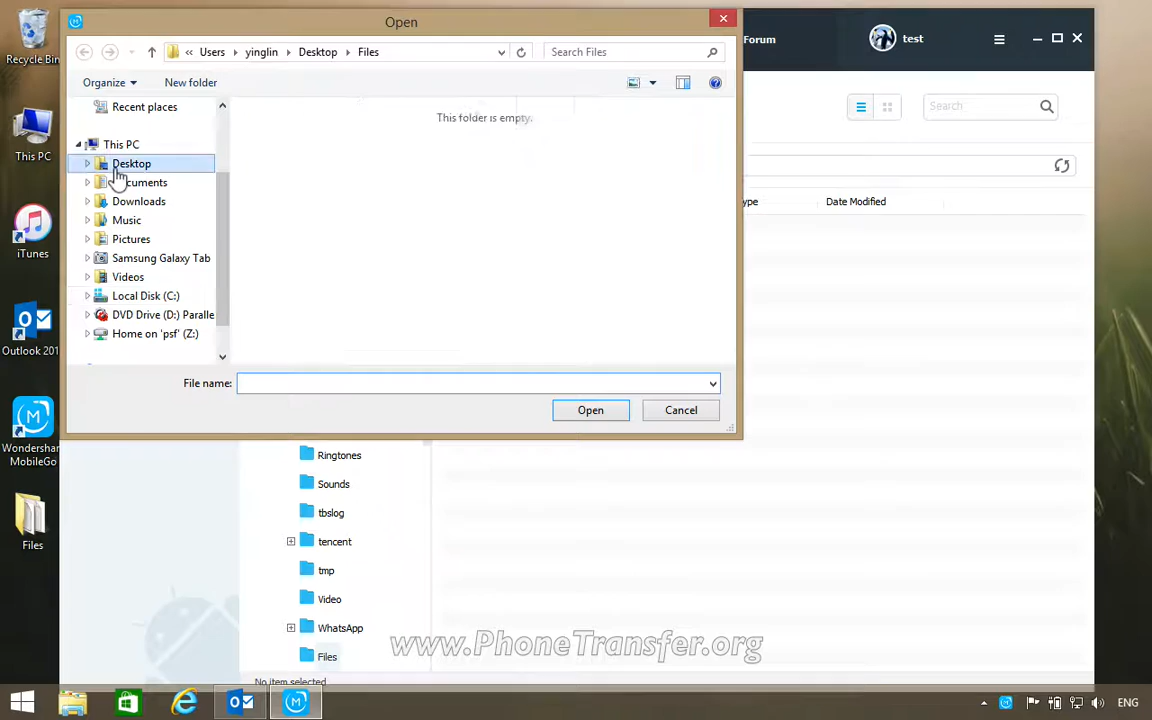 Open
Recycle Bin
« Users Desktop Files
yinglin
Search Files
Forum
test
Organize
New folder
Recent places
This folder is empty.
Search
This PC
This PC
Desktop
cuments
Downloads
Music
Pictures
Samsung Galaxy Tab
Videos
Local Disk (C:)
DVD Drive (D:) Paralle
Home on 'psf' (Z:)
ype
Date Modified
iTunes
Outlook 201
File name:
Open
Cancel
Wondershar
MobileGo
Files
Ringtones
Sounds
tbslog
tencent
tmp
Video
WhatsApp
Files
www.PhoneTransfer.org
No item selected
ENG